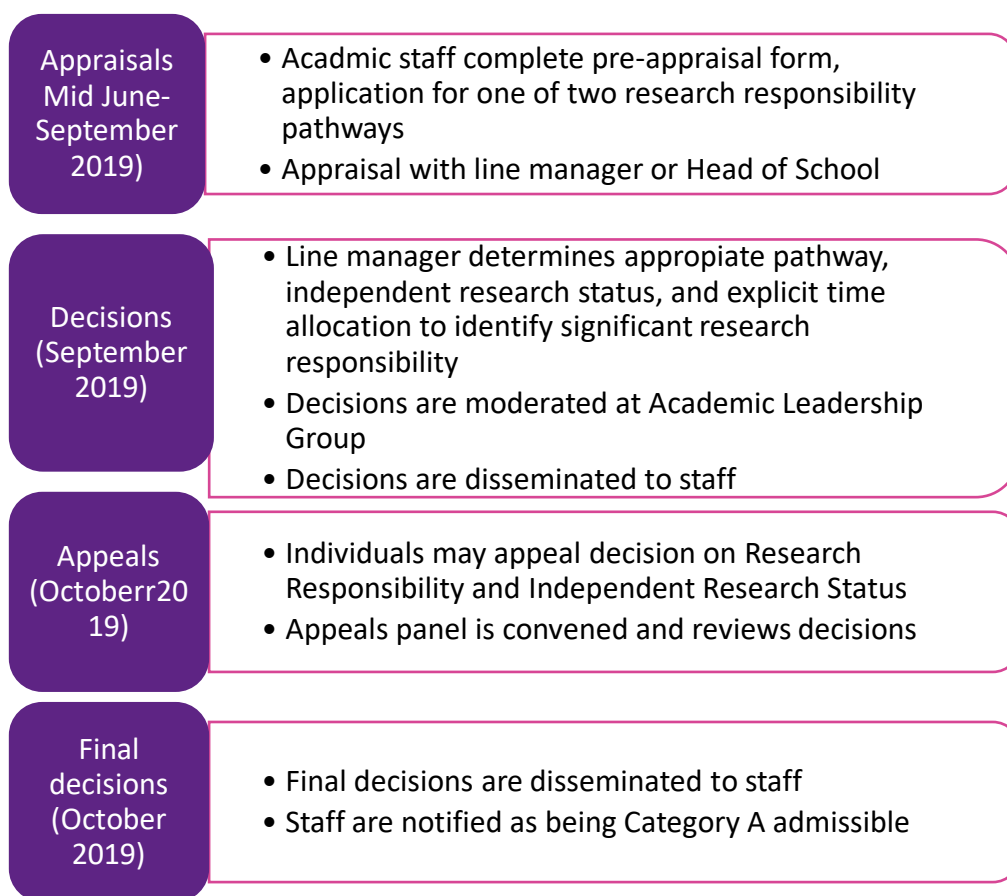 Appraisals
Mid June-
September
2019)
• Acadmic staff complete pre-appraisal form,
application for one of two research responsibility
pathways
• Appraisal with line manager or Head of School
Decisions
(September
2019)
• Line manager determines appropiate pathway,
independent research status, and explicit time
allocation to identify significant research
responsibility
• Decisions are moderated at Academic Leadership
Group
• Decisions are disseminated to staff
Appeals
(Octoberr20
19)
• Individuals may appeal decision on Research
Responsibility and Independent Research Status
• Appeals panel is convened and reviews decisions
Final
decisions
(October
2019)
• Final decisions are disseminated to staff
• Staff are notified as being Category A admissible